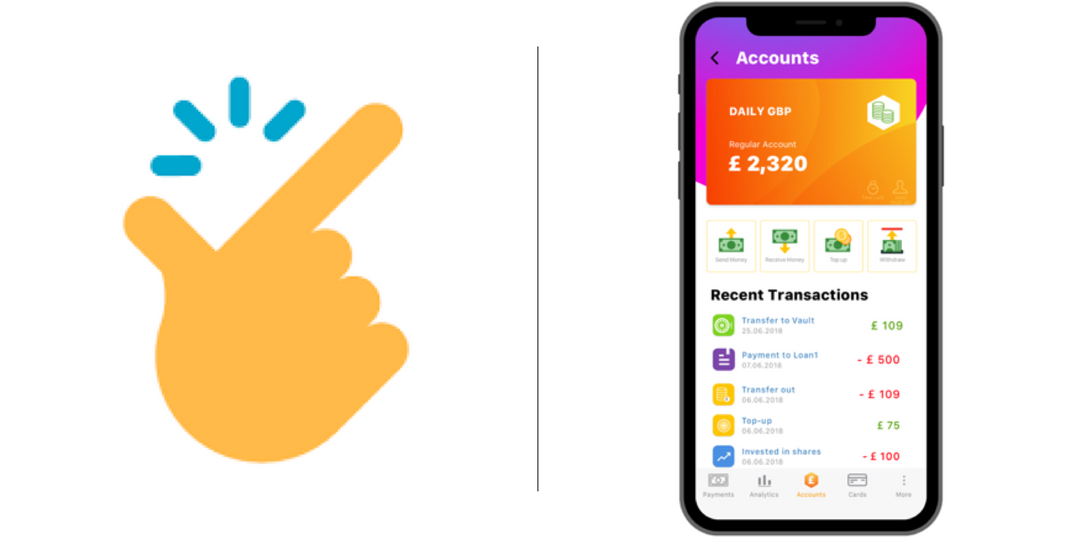 Accounts
DAILY GBP
Regular Account
£ 2,320
Send Money
Receive Money
Top up
Withdraw
Recent Transactions
Transfer to Vault
25.06.2018
£ 109
Payment to Loan1
07.06.2018
- £ 500
Transfer out
06.06.2018
- £ 109
Top-up
06.06.2018
£ 75
Invested in shares
06.06.2018
- £ 100
Payments
Analytics
Accounts
Cards
More